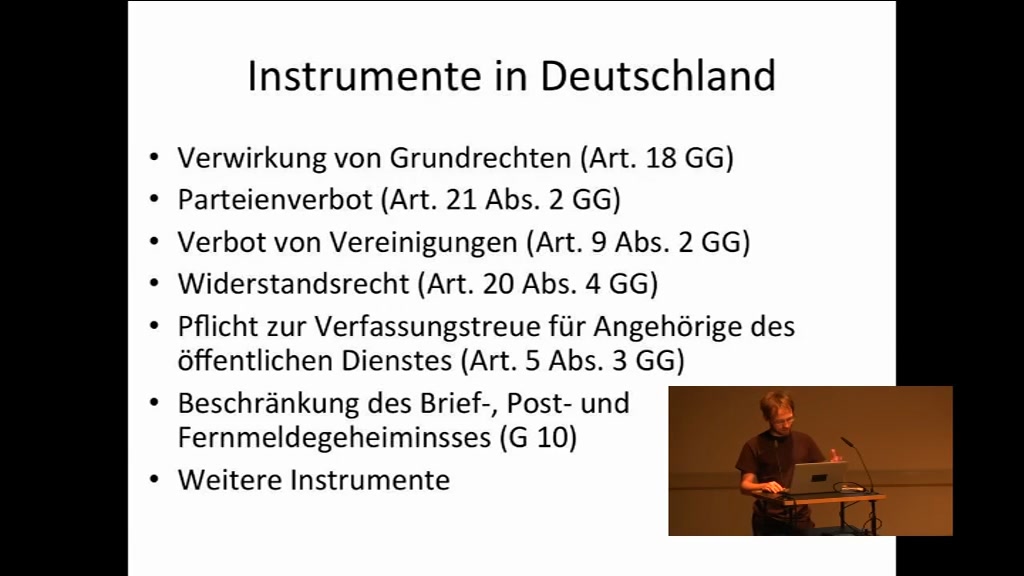 Instrumente in Deutschland
• Verwirkung von Grundrechten (Art. 18 GG)
• Parteienverbot (Art. 21 Abs. 2 GG)
• Verbot von Vereinigungen (Art. 9 Abs. 2 GG)
• Widerstandsrecht (Art. 20 Abs. 4 GG)
• Pflicht zur Verfassungstreue für Angehörige des
öffentlichen Dienstes (Art. 5 Abs. 3 GG)
• Beschränkung des Brief-, Post- und
Fernmeldegeheiminsses (G 10)
• Weitere Instrumente